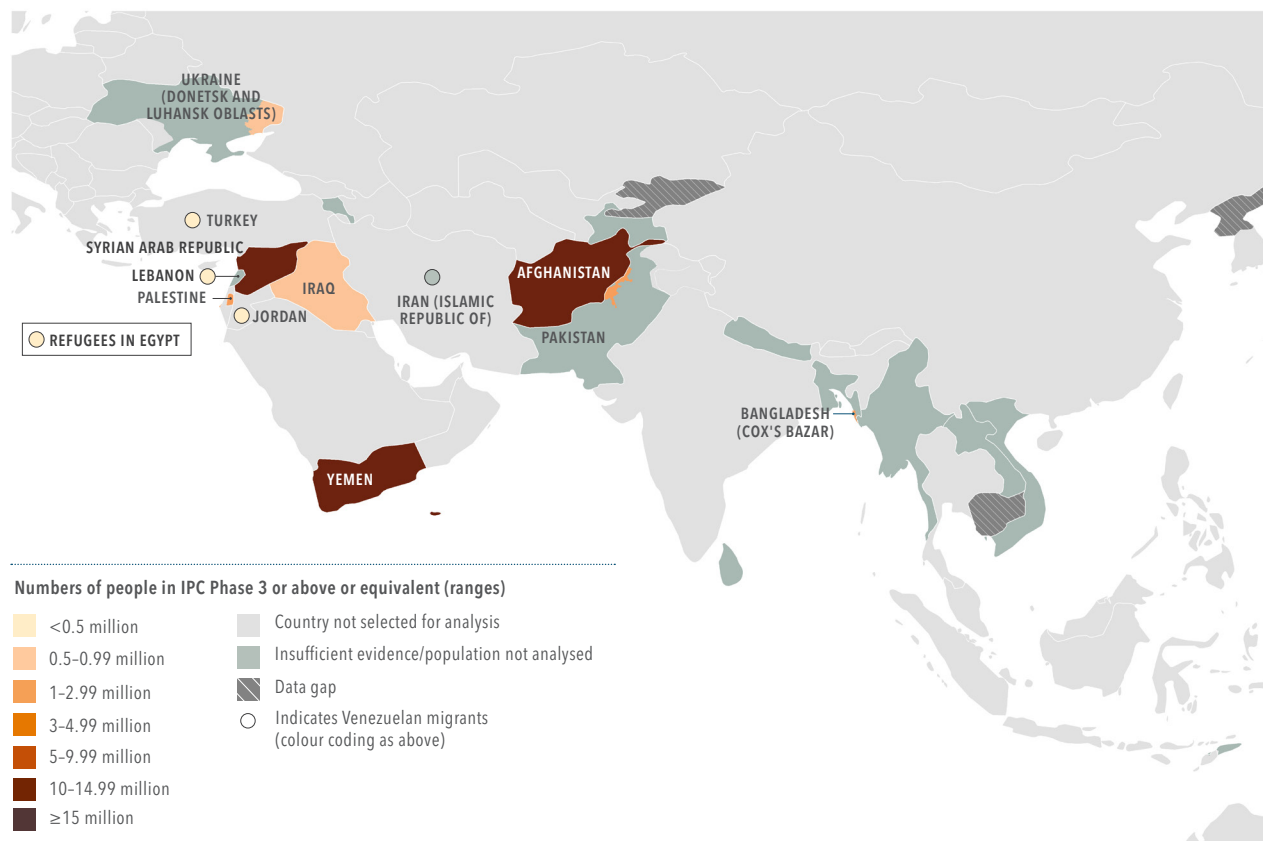 UKRAINE
(DONETSK AND
LUHANSK OBLASTS)
TURKEY
SYRIAN ARAB REPUBLIC
LEBANON
PALESTINE
IRAQ
JORDAN
REFUGEES IN EGYPT
IRAN (ISLAMIC
REPUBLIC OF)
AFGHANISTAN
PAKISTAN
BANGLADESH
(COX'S BAZAR)
YEMEN
Numbers of people in IPC Phase 3 or above or equivalent (ranges)
<0.5 million
0.5–0.99 million
1–2.99 million
3–4.99 million
5–9.99 million
10–14.99 million
≥15 million
Country not selected for analysis
Insufficient evidence/population not analysed
Data gap
Indicates Venezuelan migrants
(colour coding as above)